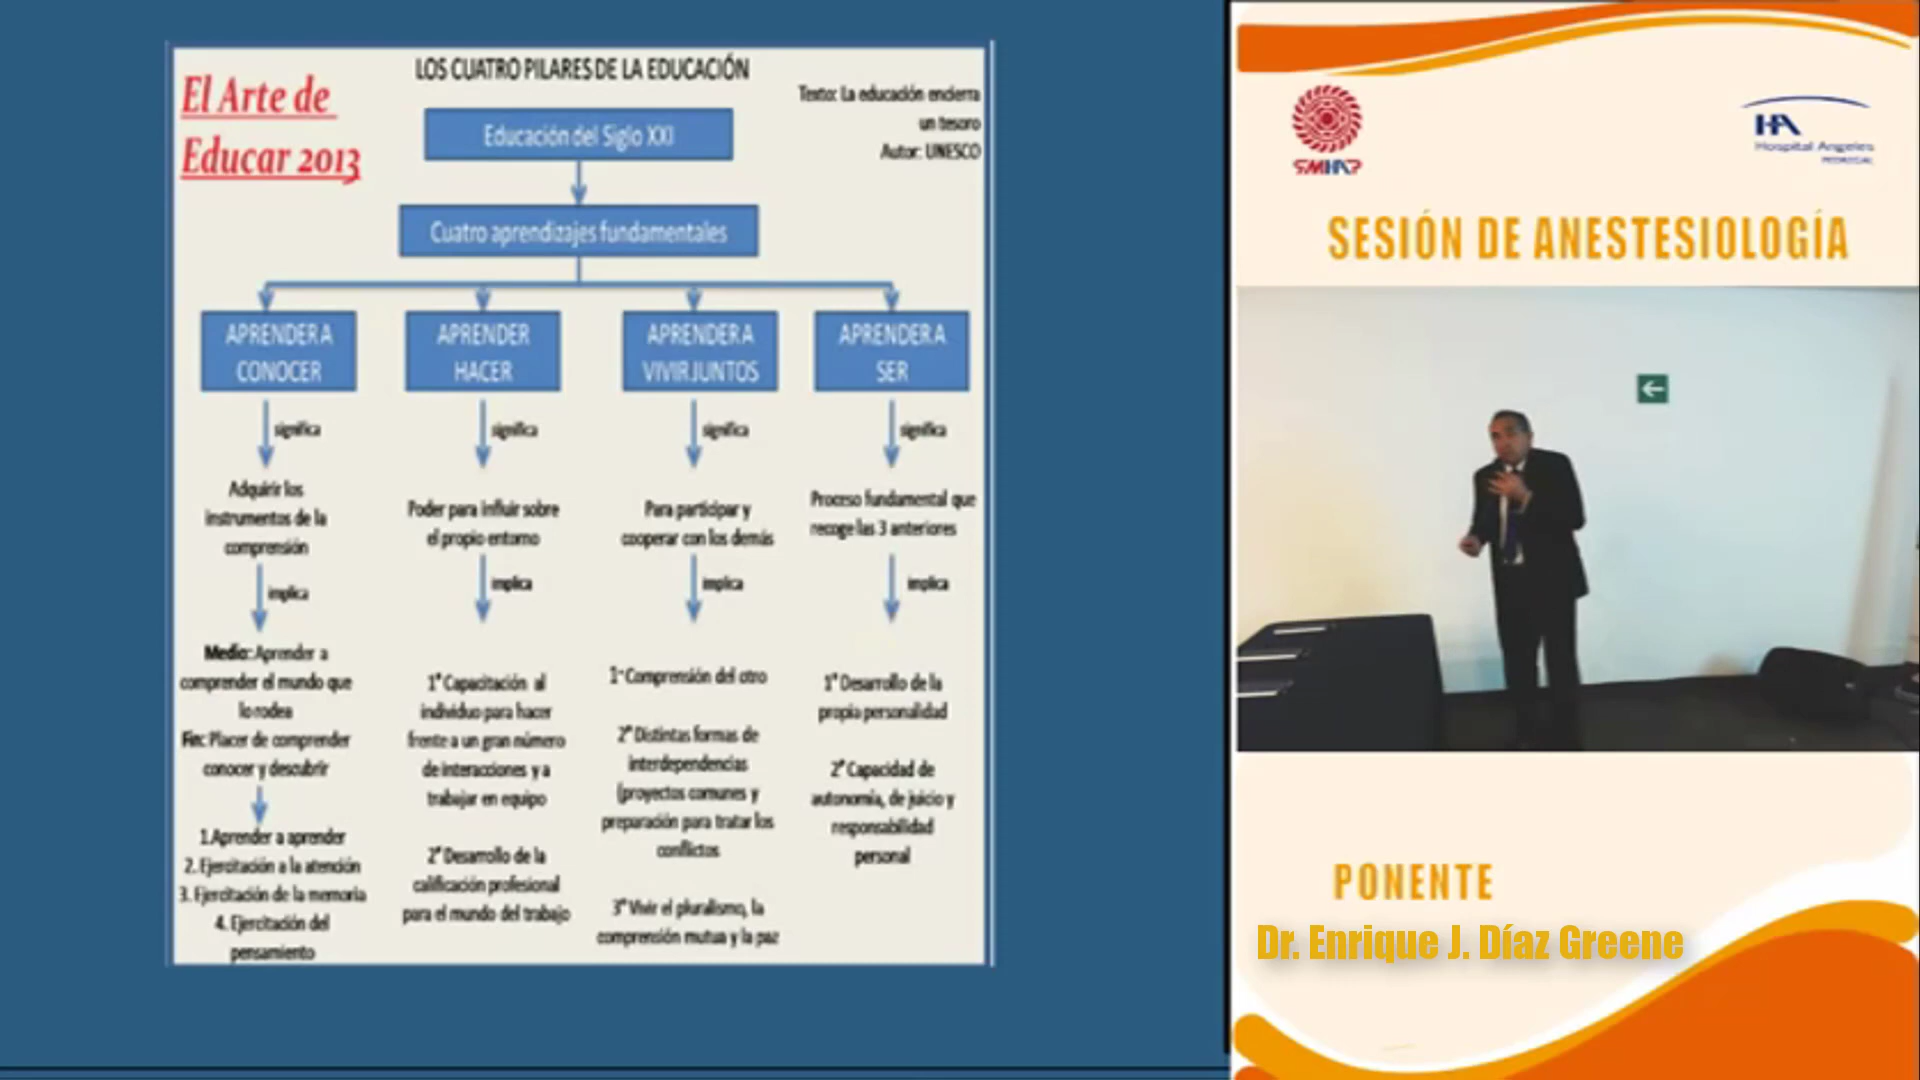 El Arte de
Educar 2013
LOS CUATRO PILARES DE LA EDUCACIÓN
Texto: La educación encierra
un tesoro
Autor: UNESCO
Educación del Siglo XXI
Cuatro aprendizajes fundamentales
APRENDER A
CONOCER
APRENDER
HACER
APRENDER A
VIVIR JUNTOS
APRENDER A
SER
significa
significa
significa
significa
Adquirir los
instrumentos de la
comprensión
Poder para influir sobre
el propio entorno
Para participar y
cooperar con los demás
Proceso fundamental que
recoge las 3 anteriores
implica
implica
implica
implica
Medio: Aprender a
comprender el mundo que
lo rodea
Fin: Placer de comprender
conocer y descubrir
1.Aprender a aprender
2. Ejercitación a la atención
3. Ejercitación de la memoria
4. Ejercitación del
pensamiento
1° Capacitación al
individuo para hacer
frente a un gran número
de interacciones y a
trabajar en equipo
2° Desarrollo de la
calificación profesional
para el mundo del trabajo
1° Comprensión del otro
2° Distintas formas de
interdependencias
(proyectos comunes y
preparación para tratar los
conflictos
3° Vivir el pluralismo, la
comprensión mutua y la paz
1° Desarrollo de la
propia personalidad
2° Capacidad de
autonomía, de juicio y
responsabilidad
personal
SMHAP
HA
Hospital Angeles
PEDREGAL
SESIÓN DE ANESTESIOLOGÍA
PONENTE
Dr. Enrique J. Díaz Greene